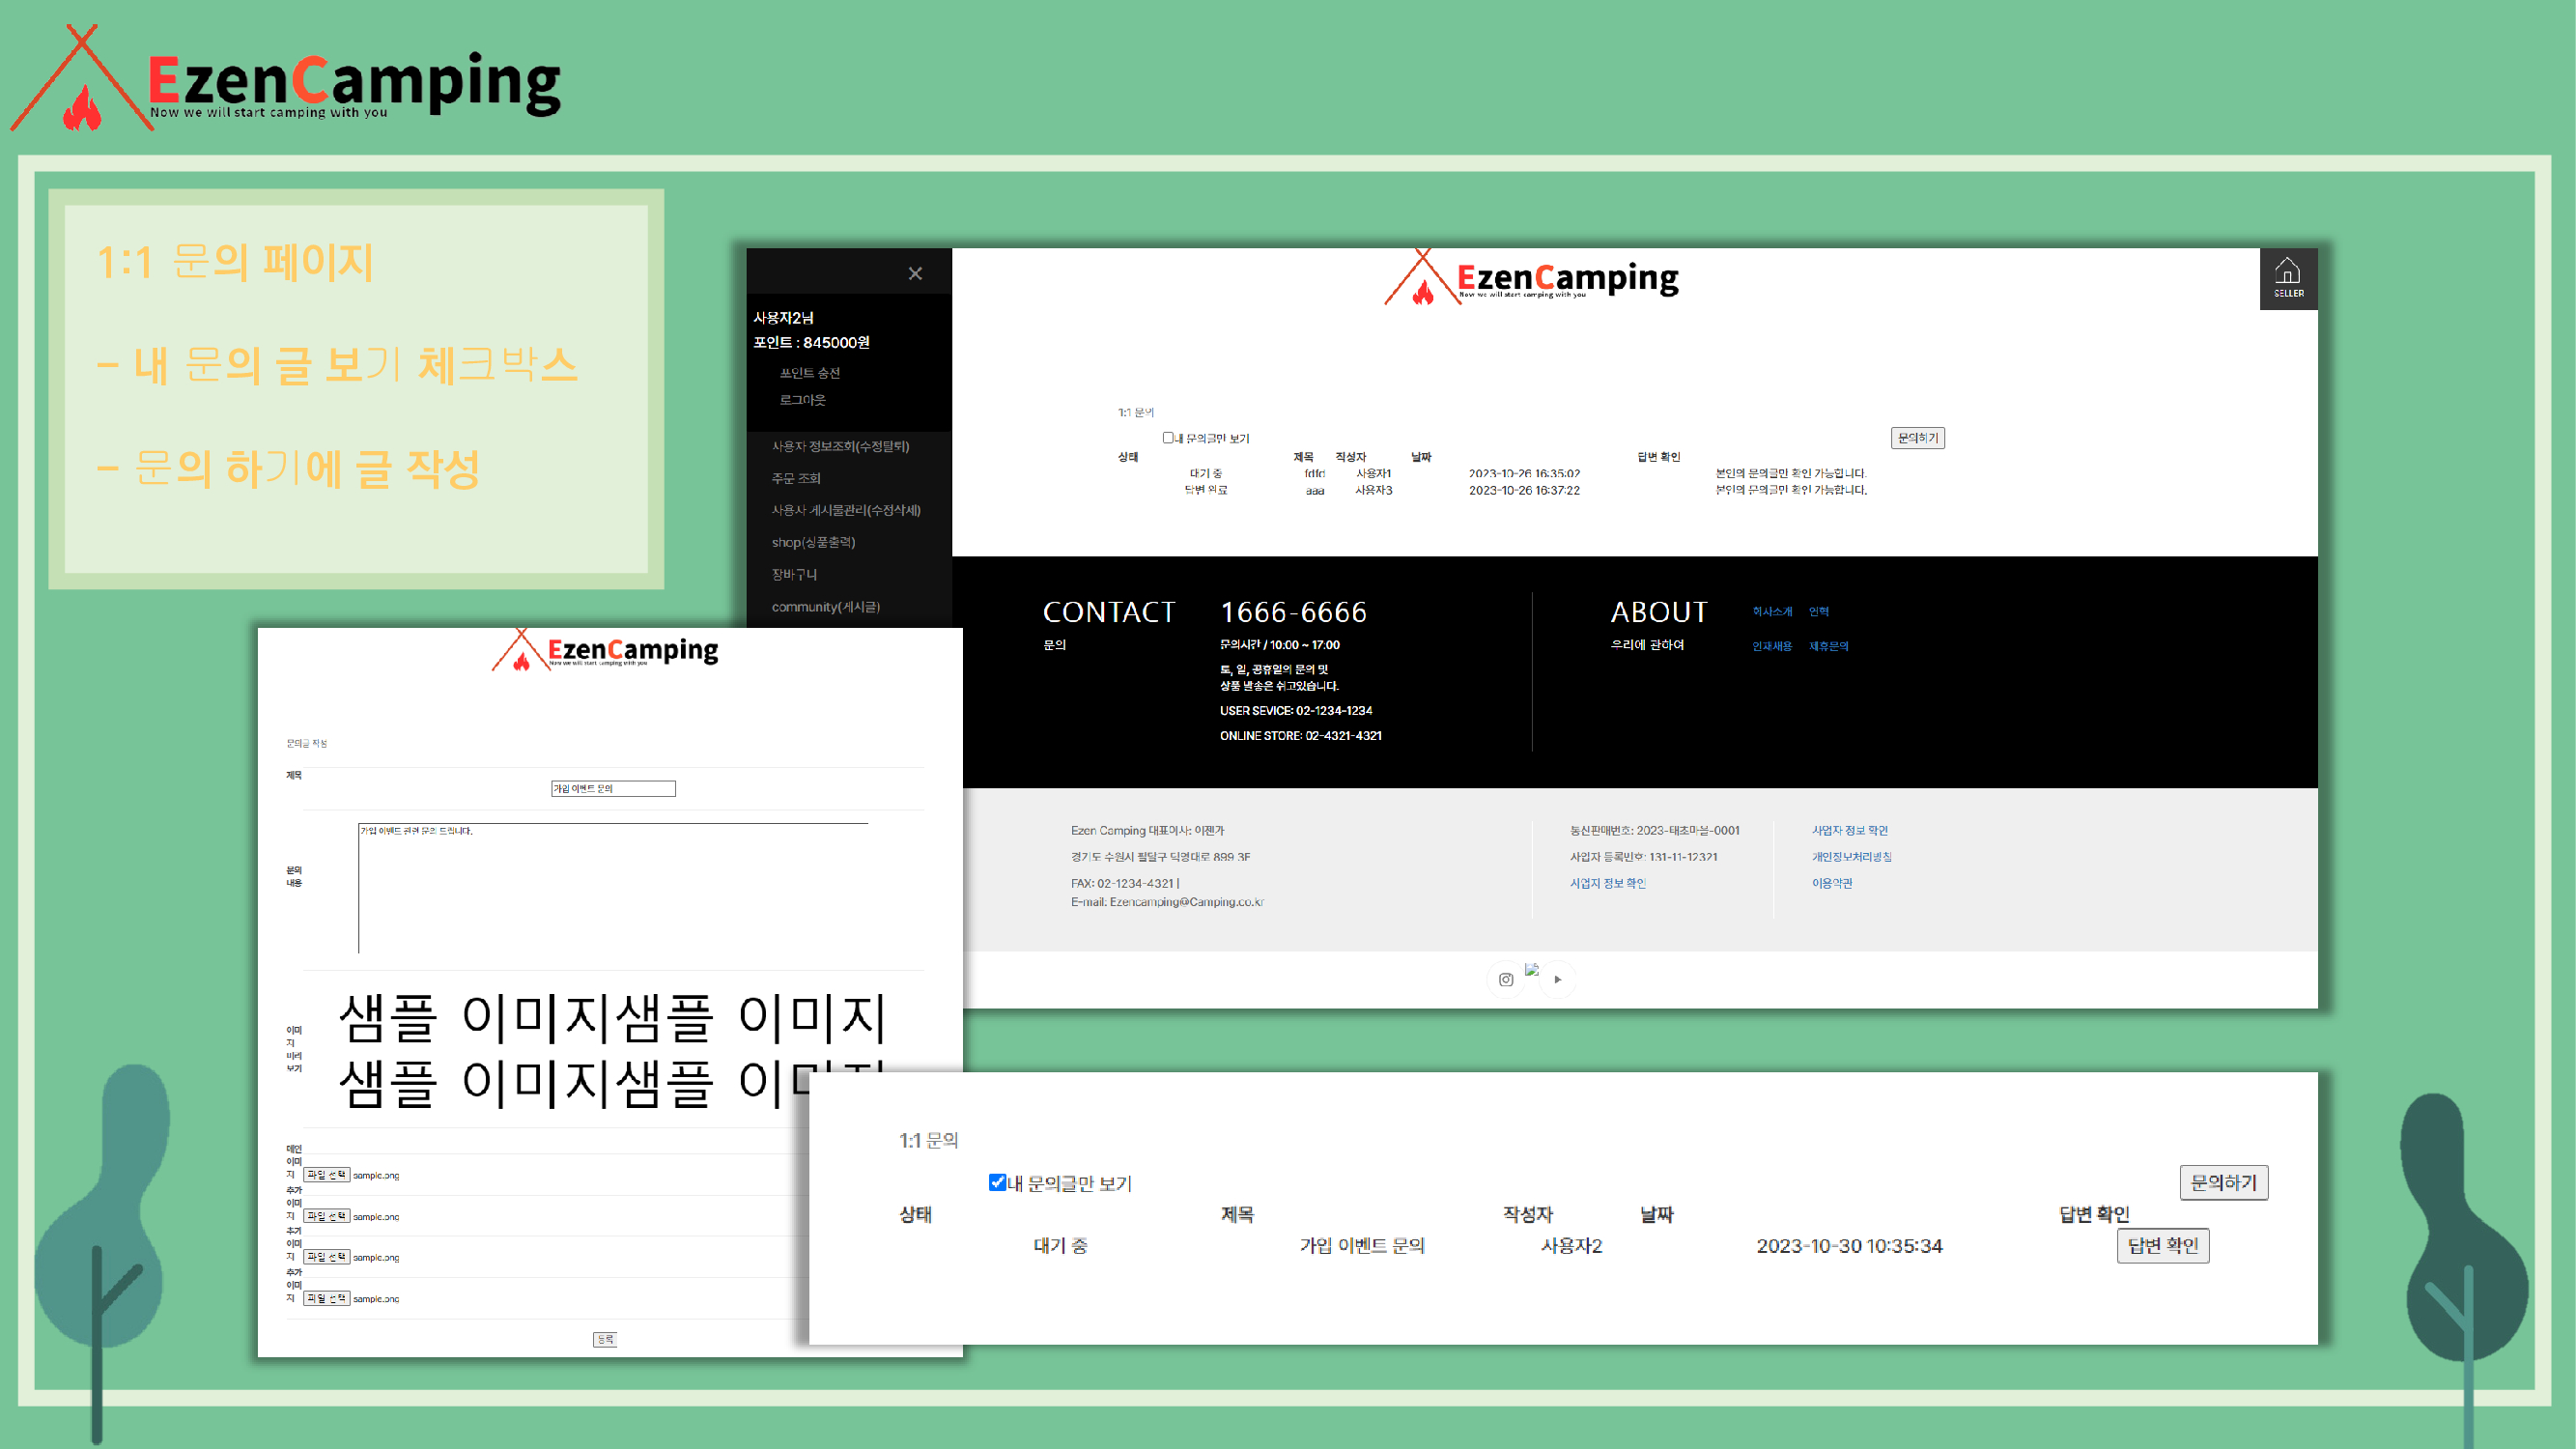 EzenCamping
Now we will start camping with you
1:1 문의 페이지
- 내 문의 글 보기 체크박스
- 문의 하기에 글 작성
×
사용자2님
포인트 : 845000원
포인트 충전
로그아웃
사용자 정보조회(수정탈퇴)
주문 조회
사용자 게시물관리(수정삭제)
shop(상품출력)
장바구니
community(게시글)
EzenCamping
Now we will start camping with you
SELLER
1:1 문의
내 문의글만 보기
문의하기
상태 제목 작성자 날짜 답변 확인
대기 중 fdfd 사용자1 2023-10-26 16:35:02 본인의 문의글만 확인 가능합니다.
답변 완료 aaa 사용자3 2023-10-26 16:37:22 본인의 문의글만 확인 가능합니다.
CONTACT 1666-6666
문의
문의시간 / 10:00 ~ 17:00
토, 일, 공휴일의 문의 및
상품 발송은 쉬고있습니다.
USER SEVICE: 02-1234-1234
ONLINE STORE: 02-4321-4321
ABOUT
우리에 관하여
회사소개 연혁
인재채용 제휴문의
Ezen Camping 대표이사: 이젠가
경기도 수원시 팔달구 덕영대로 899 3F
FAX: 02-1234-4321 |
E-mail: Ezencamping@Camping.co.kr
통신판매번호: 2023-태초마을-0001
사업자 등록번호: 131-11-12321
사업자 정보 확인
사업자 정보 확인
개인정보처리방침
이용약관
EzenCamping
Now we will start camping with you
문의글 작성
제목
가입 이벤트 문의
문의
내용
가입 이벤트 관련 문의 드립니다.
이미
지
미리
보기
샘플 이미지샘플 이미지
샘플 이미지샘플 이미지
메인
이미
지 파일 선택 sample.png
추가
이미
지 파일 선택 sample.png
추가
이미
지 파일 선택 sample.png
추가
이미
지 파일 선택 sample.png
등록
1:1 문의
내 문의글만 보기
문의하기
상태 제목 작성자 날짜 답변 확인
대기 중 가입 이벤트 문의 사용자2 2023-10-30 10:35:34 답변 확인